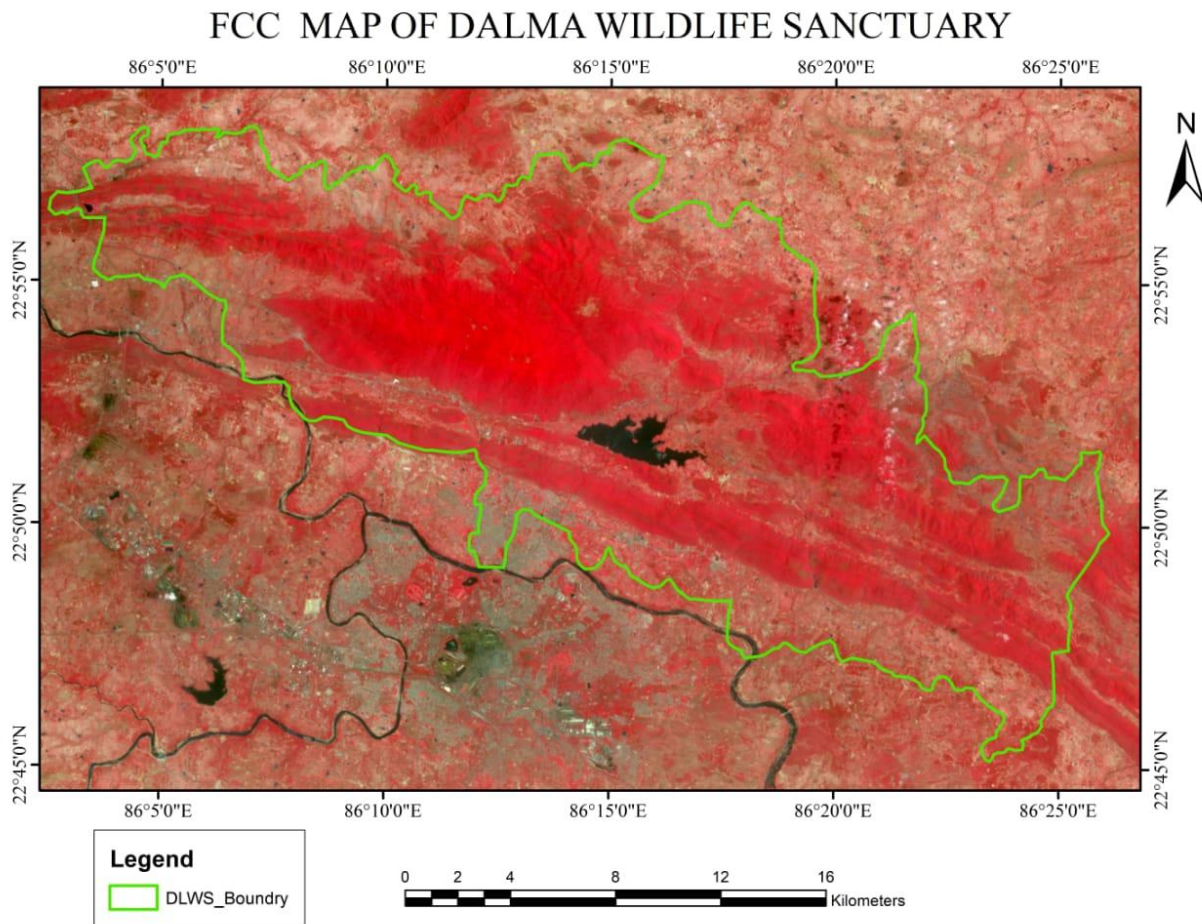 FCC MAP OF DALMA WILDLIFE SANCTUARY
86°5'0"E 86°10'0"E 86°15'0"E 86°20'0"E 86°25'0"E
N
22°55'0"N 22°55'0"N
22°50'0"N 22°50'0"N
22°45'0"N 22°45'0"N
86°5'0"E 86°10'0"E 86°15'0"E 86°20'0"E 86°25'0"E
Legend
DLWS_Boundry
0 2 4 8 12 16
Kilometers